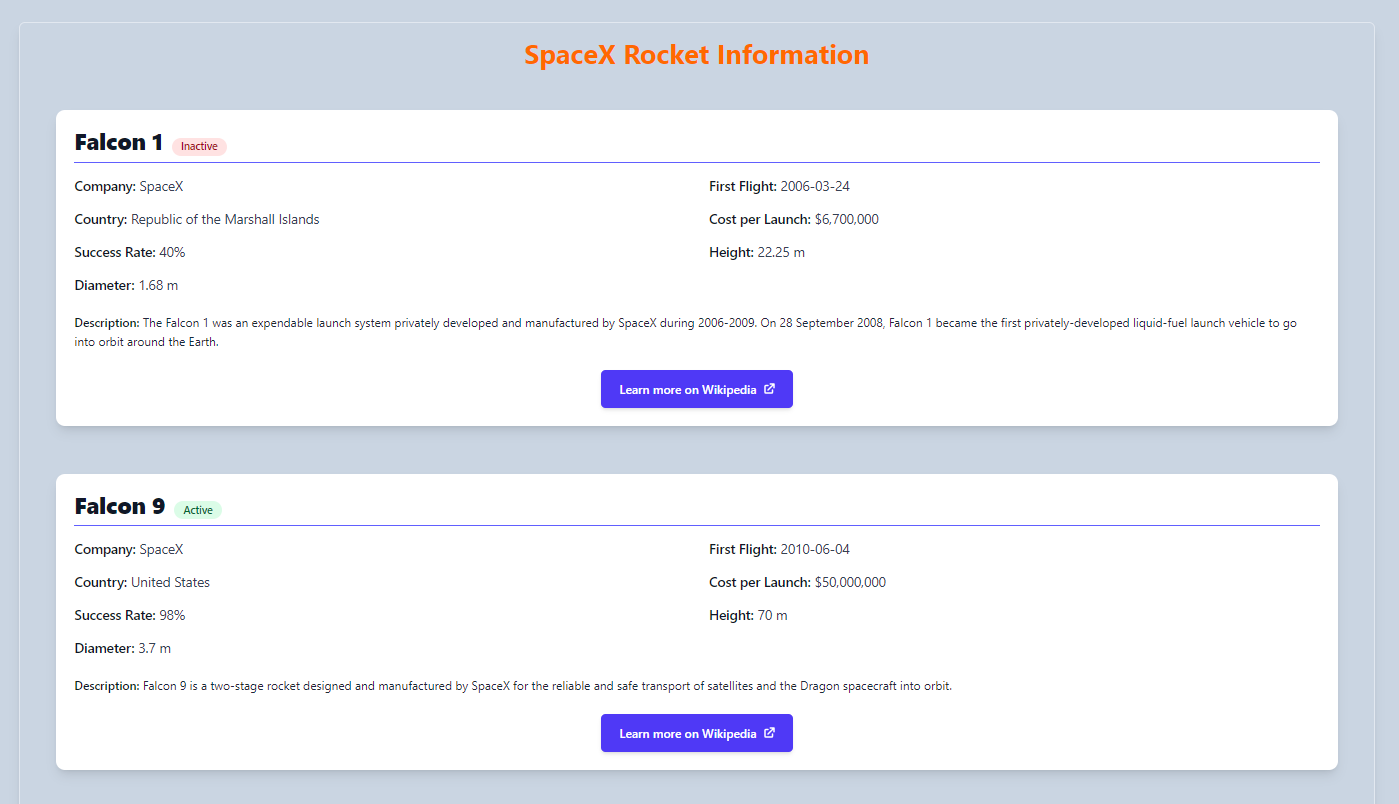 SpaceX Rocket Information
Falcon 1 Inactive
Company: SpaceX First Flight: 2006-03-24
Country: Republic of the Marshall Islands Cost per Launch: $6,700,000
Success Rate: 40% Height: 22.25 m
Diameter: 1.68 m
Description: The Falcon 1 was an expendable launch system privately developed and manufactured by SpaceX during 2006-2009. On 28 September 2008, Falcon 1 became the first privately-developed liquid-fuel launch vehicle to go
into orbit around the Earth.
Learn more on Wikipedia
Falcon 9 Active
Company: SpaceX First Flight: 2010-06-04
Country: United States Cost per Launch: $50,000,000
Success Rate: 98% Height: 70 m
Diameter: 3.7 m
Description: Falcon 9 is a two-stage rocket designed and manufactured by SpaceX for the reliable and safe transport of satellites and the Dragon spacecraft into orbit.
Learn more on Wikipedia